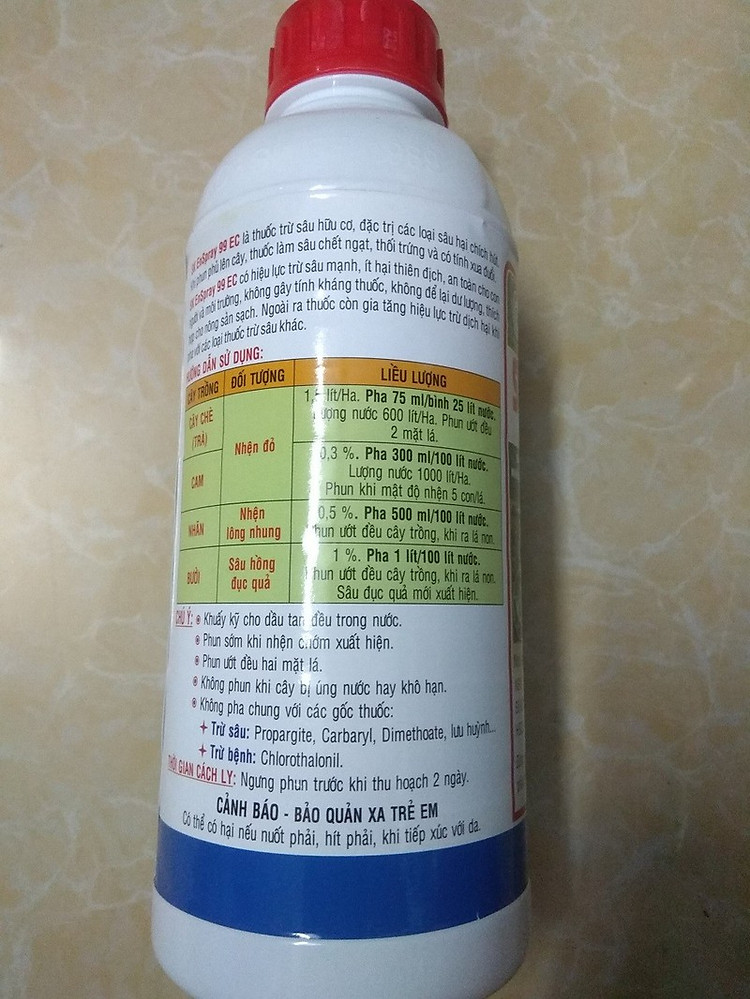 EnSpray 99 EC là thuốc trừ sâu hữu cơ, đặc trị các loại sâu hại chích hút.
phun phủ lên cây, thuốc làm sâu chết ngạt, thối trứng và có tính xua đuổi.
EnSpray 99 EC có hiệu lực trừ sâu mạnh, ít hại thiên địch, an toàn cho con
người và môi trường, không gây tính kháng thuốc, không để lại dư lượng, thích
hợp cho nông sản sạch. Ngoài ra thuốc còn gia tăng hiệu lực trừ dịch hại khi
pha với các loại thuốc trừ sâu khác.
HƯỚNG DẪN SỬ DỤNG:
CÂY TRỒNG ĐỐI TƯỢNG LIỀU LƯỢNG
CÂY CHÈ
(TRÀ)
CAM
Nhện đỏ
lít/Ha. Pha 75 ml/bình 25 lít nước.
Lượng nước 600 lít/Ha. Phun ướt đều
2 mặt lá.
0,3 %. Pha 300 ml/100 lít nước.
Lượng nước 1000 lít/Ha.
Phun khi mật độ nhện 5 con/lá.
NHÃN
Nhện
lông nhung
0,5 %. Pha 500 ml/100 lít nước.
Phun ướt đều cây trồng, khi ra lá non.
BƯỞI
Sâu hồng
đục quả
1 %. Pha 1 lít/100 lít nước.
Phun ướt đều cây trồng, khi ra lá non.
Sâu đục quả mới xuất hiện.
CHÚ Ý: Khuấy kỹ cho dầu tan đều trong nước.
Phun sớm khi nhện chớm xuất hiện.
Phun ướt đều hai mặt lá.
Không phun khi cây bị úng nước hay khô hạn.
Không pha chung với các gốc thuốc:
Trừ sâu: Propargite, Carbaryl, Dimethoate, lưu huỳnh...
Trừ bệnh: Chlorothalonil.
THỜI GIAN CÁCH LY: Ngưng phun trước khi thu hoạch 2 ngày.
CẢNH BÁO - BẢO QUẢN XA TRẺ EM
Có thể có hại nếu nuốt phải, hít phải, khi tiếp xúc với da.